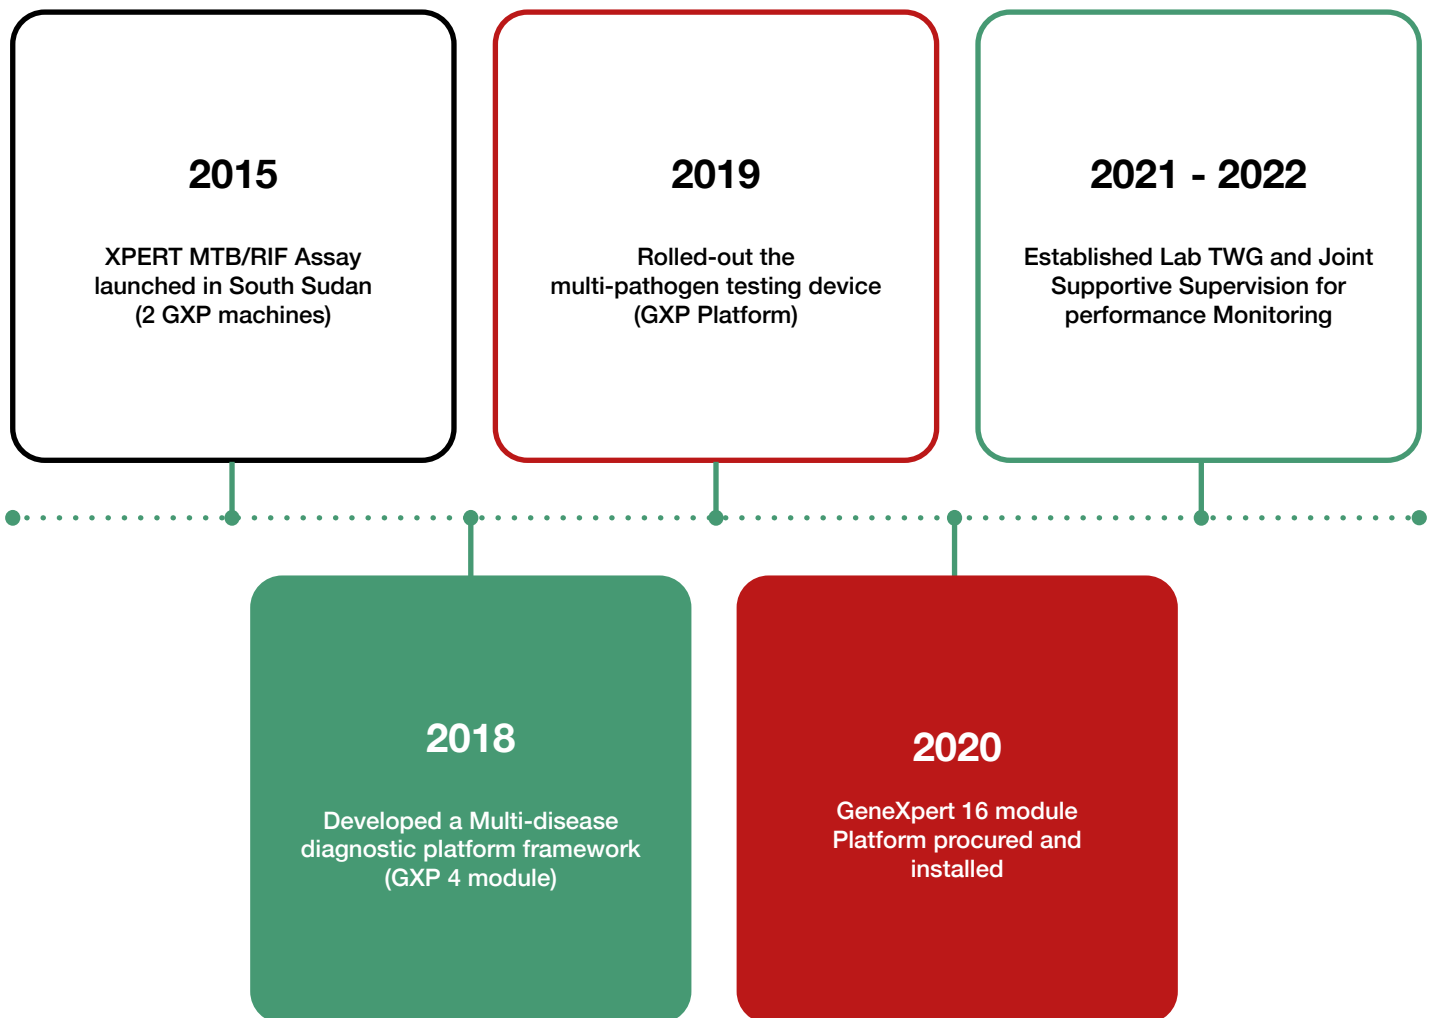 2015
XPERT MTB/RIF Assay
launched in South Sudan
(2 GXP machines)
2019
Rolled-out the
multi-pathogen testing device
(GXP Platform)
2021 - 2022
Established Lab TWG and Joint
Supportive Supervision for
performance Monitoring
2018
Developed a Multi-disease
diagnostic platform framework
(GXP 4 module)
2020
GeneXpert 16 module
Platform procured and
installed